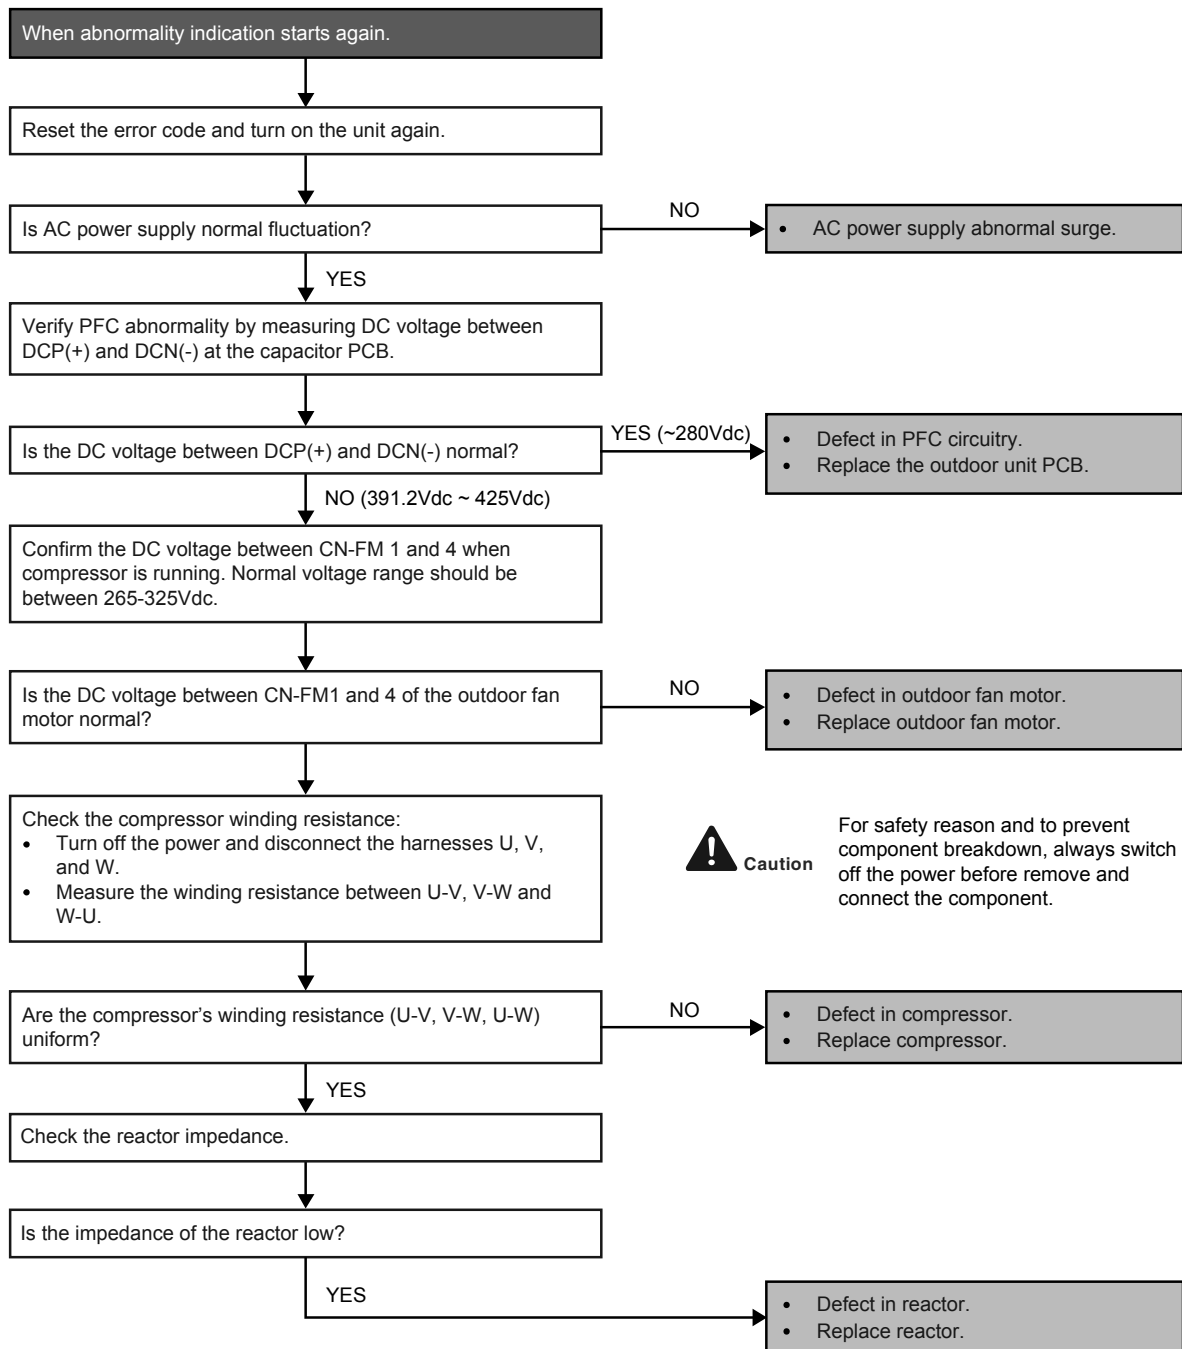 When abnormality indication starts again.
Reset the error code and turn on the unit again.
Is AC power supply normal fluctuation?
NO
• AC power supply abnormal surge.
YES
Verify PFC abnormality by measuring DC voltage between
DCP(+) and DCN(-) at the capacitor PCB.
Is the DC voltage between DCP(+) and DCN(-) normal?
YES (~280Vdc)
• Defect in PFC circuitry.
• Replace the outdoor unit PCB.
NO (391.2Vdc ~ 425Vdc)
Confirm the DC voltage between CN-FM 1 and 4 when
compressor is running. Normal voltage range should be
between 265-325Vdc.
Is the DC voltage between CN-FM1 and 4 of the outdoor fan
motor normal?
NO
• Defect in outdoor fan motor.
• Replace outdoor fan motor.
Check the compressor winding resistance:
• Turn off the power and disconnect the harnesses U, V,
and W.
• Measure the winding resistance between U-V, V-W and
W-U.
Caution
For safety reason and to prevent
component breakdown, always switch
off the power before remove and
connect the component.
Are the compressor’s winding resistance (U-V, V-W, U-W)
uniform?
NO
• Defect in compressor.
• Replace compressor.
YES
Check the reactor impedance.
Is the impedance of the reactor low?
YES
• Defect in reactor.
• Replace reactor.